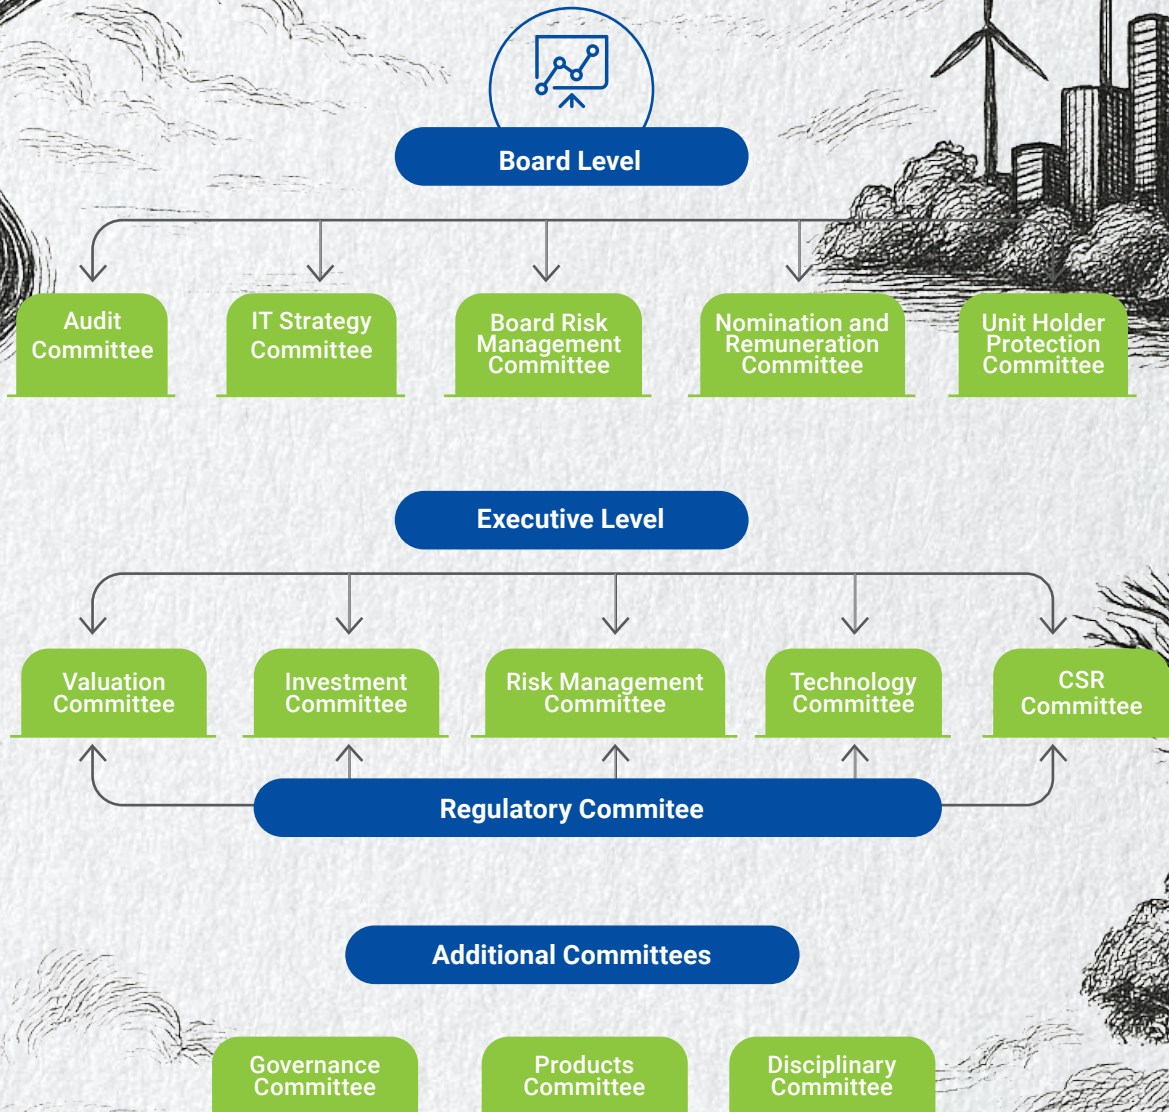 Board Level
Audit
Committee
IT Strategy
Committee
Board Risk
Management
Committee
Nomination and
Remuneration
Committee
Unit Holder
Protection
Committee
Executive Level
Valuation
Committee
Investment
Committee
Risk Management
Committee
Technology
Committee
CSR
Committee
Regulatory Commitee
Additional Committees
Governance
Committee
Products
Committee
Disciplinary
Committee